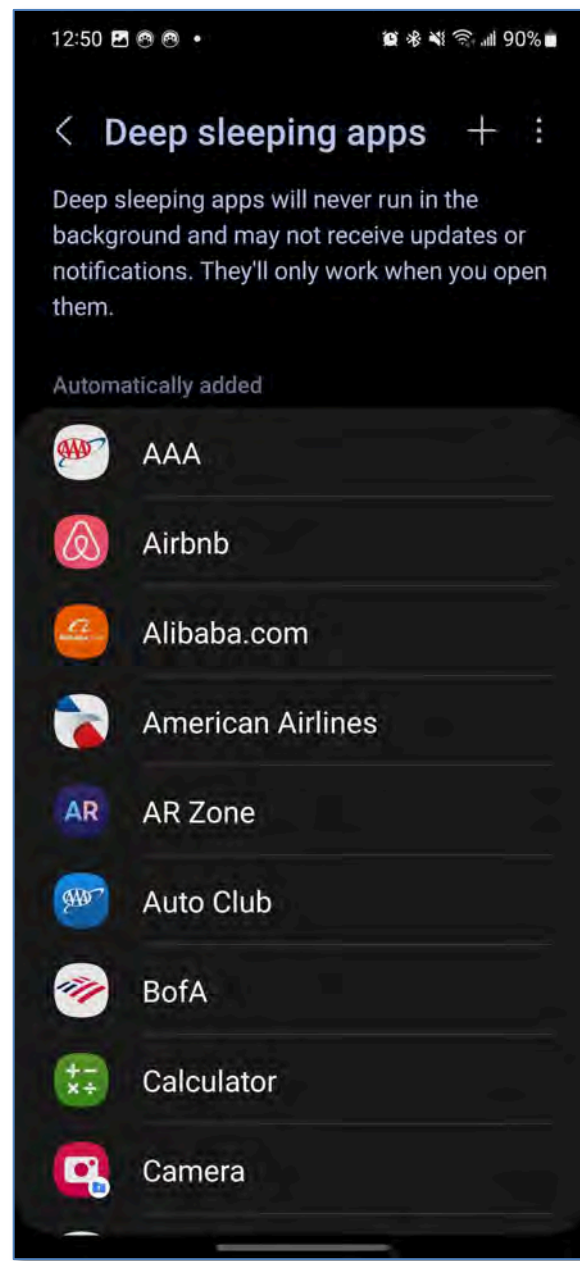 12:50 90%
Deep sleeping apps
Deep sleeping apps will never run in the
background and may not receive updates or
notifications. They'll only work when you open
them.
Automatically added
AAA AAA
Airbnb
Alibaba.com
American Airlines
AR AR Zone
AAA Auto Club
BofA
Calculator
Camera